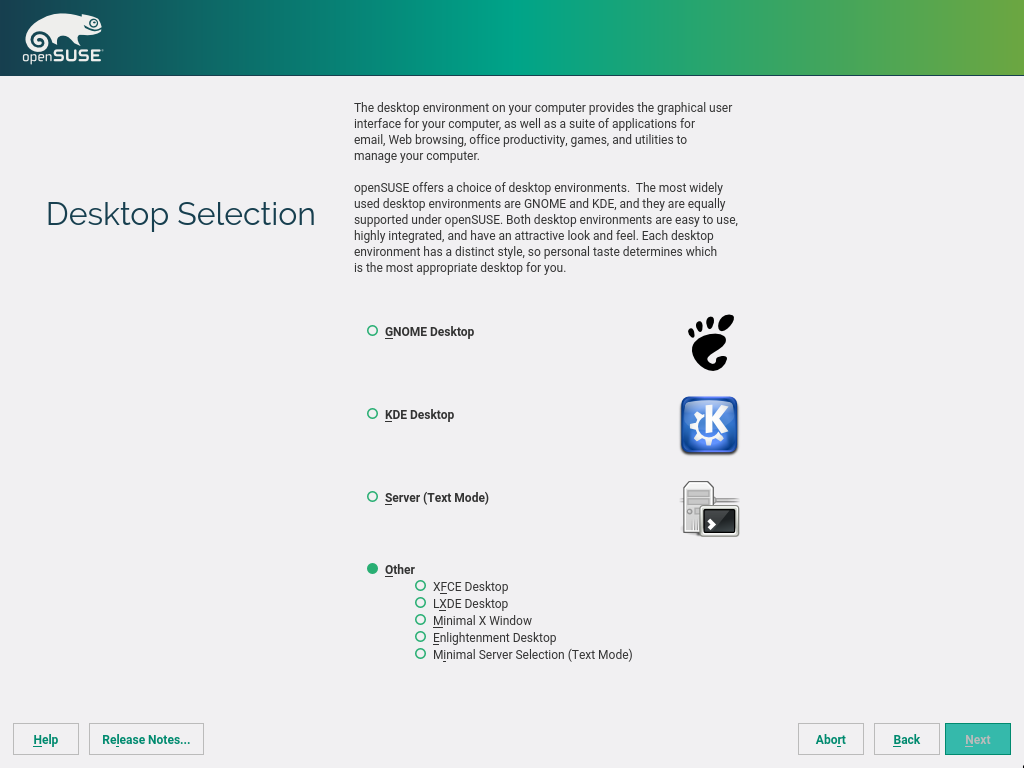 openSUSE
The desktop environment on your computer provides the graphical user
interface for your computer, as well as a suite of applications for
email, Web browsing, office productivity, games, and utilities to
manage your computer.
Desktop Selection
openSUSE offers a choice of desktop environments.  The most widely
used desktop environments are GNOME and KDE, and they are equally
supported under openSUSE. Both desktop environments are easy to use,
highly integrated, and have an attractive look and feel. Each desktop
environment has a distinct style, so personal taste determines which
is the most appropriate desktop for you.
GNOME Desktop
KDE Desktop
Server (Text Mode)
Other
XFCE Desktop
LXDE Desktop
Minimal X Window
Enlightenment Desktop
Minimal Server Selection (Text Mode)
Help
Release Notes...
Abort
Back
Next